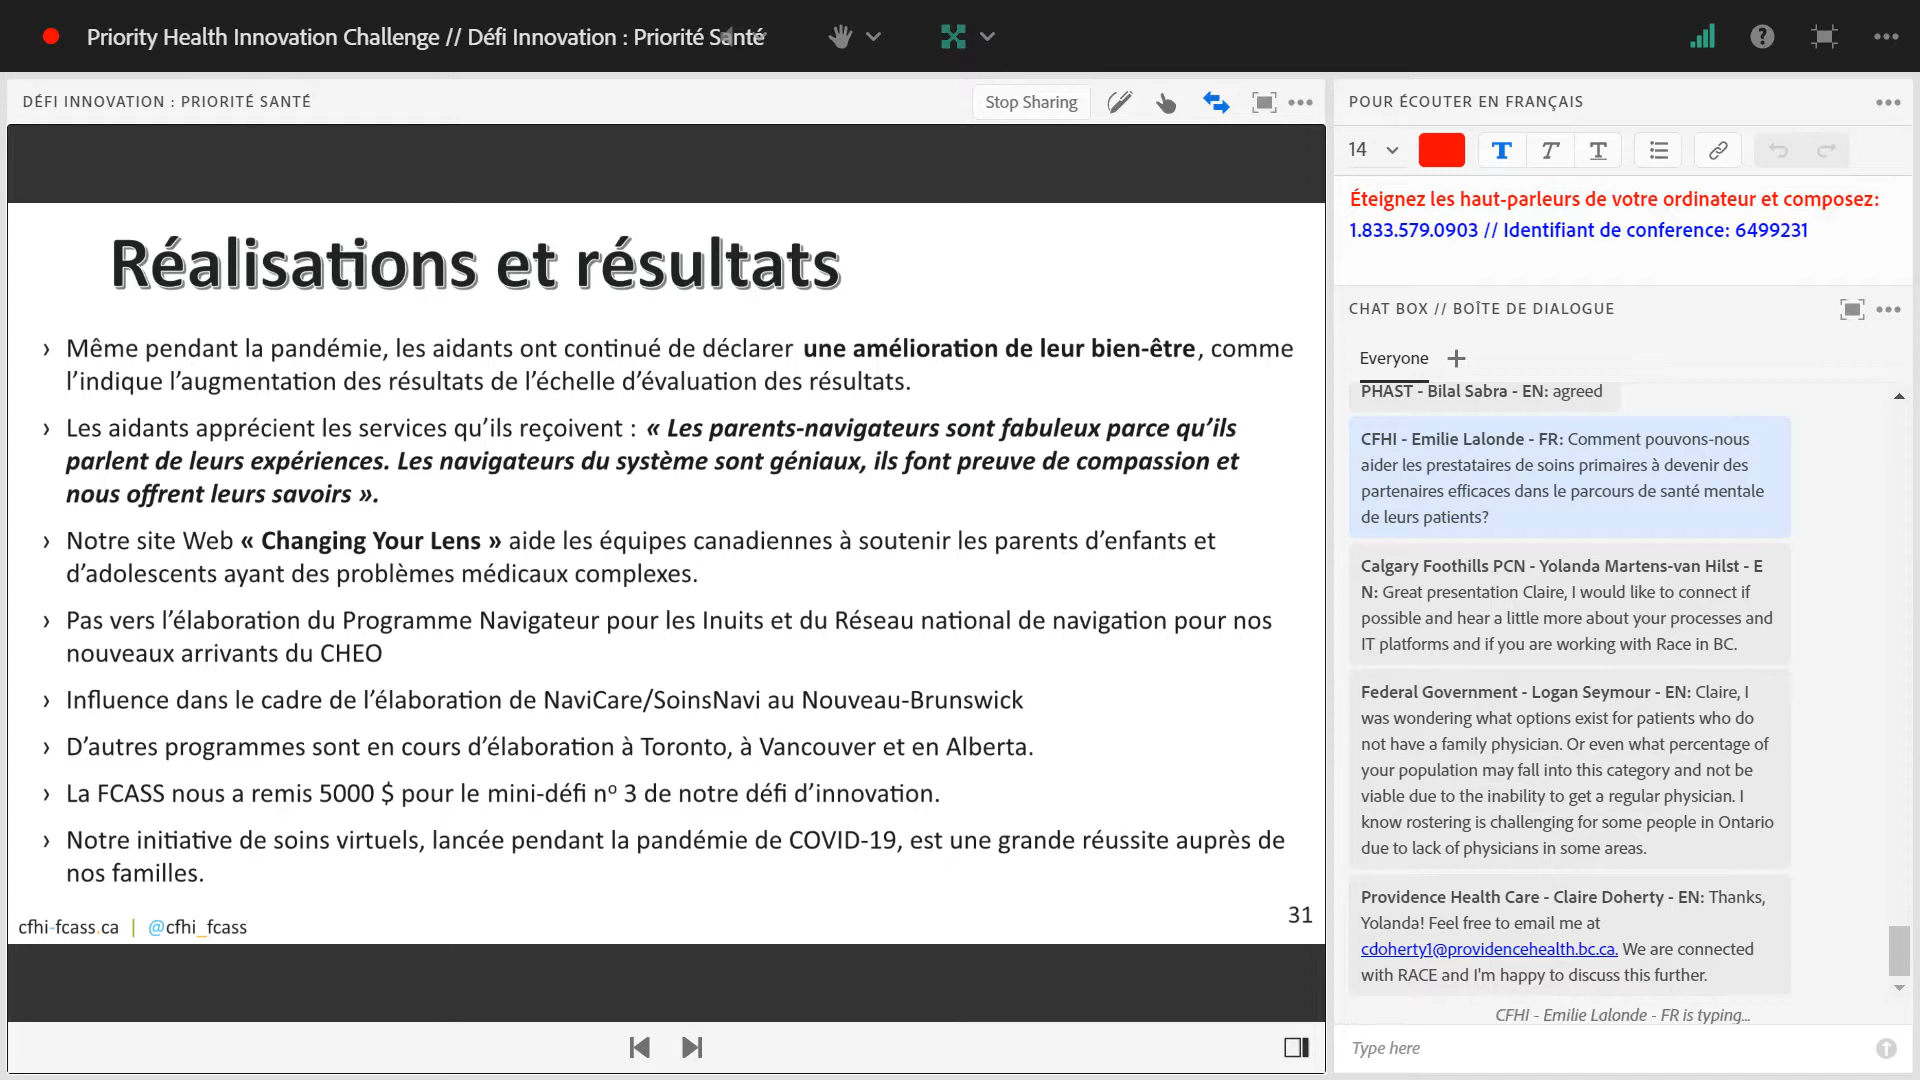 Priority Health Innovation Challenge // Défi Innovation : Priorité Santé
DÉFI INNOVATION : PRIORITÉ SANTÉ
Stop Sharing
Réalisations et résultats
› Même pendant la pandémie, les aidants ont continué de déclarer une amélioration de leur bien-être, comme
l’indique l’augmentation des résultats de l’échelle d’évaluation des résultats.
› Les aidants apprécient les services qu’ils reçoivent : « Les parents-navigateurs sont fabuleux parce qu’ils
parlent de leurs expériences. Les navigateurs du système sont géniaux, ils font preuve de compassion et
nous offrent leurs savoirs ».
› Notre site Web « Changing Your Lens » aide les équipes canadiennes à soutenir les parents d’enfants et
d’adolescents ayant des problèmes médicaux complexes.
› Pas vers l’élaboration du Programme Navigateur pour les Inuits et du Réseau national de navigation pour nos
nouveaux arrivants du CHEO
› Influence dans le cadre de l’élaboration de NaviCare/SoinsNavi au Nouveau-Brunswick
› D’autres programmes sont en cours d’élaboration à Toronto, à Vancouver et en Alberta.
› La FCASS nous a remis 5000 $ pour le mini-défi nº 3 de notre défi d’innovation.
› Notre initiative de soins virtuels, lancée pendant la pandémie de COVID-19, est une grande réussite auprès de
nos familles.
cfhi-fcass.ca | @cfhi_fcass
31
POUR ÉCOUTER EN FRANÇAIS
14
Éteignez les haut-parleurs de votre ordinateur et composez:
1.833.579.0903 // Identifiant de conference: 6499231
CHAT BOX // BOÎTE DE DIALOGUE
Everyone
PHAST - Bilal Sabra - EN: agreed
CFHI - Emilie Lalonde - FR: Comment pouvons-nous
aider les prestataires de soins primaires à devenir des
partenaires efficaces dans le parcours de santé mentale
de leurs patients?
Calgary Foothills PCN - Yolanda Martens-van Hilst - E
N: Great presentation Claire, I would like to connect if
possible and hear a little more about your processes and
IT platforms and if you are working with Race in BC.
Federal Government - Logan Seymour - EN: Claire, I
was wondering what options exist for patients who do
not have a family physician. Or even what percentage of
your population may fall into this category and not be
viable due to the inability to get a regular physician. I
know rostering is challenging for some people in Ontario
due to lack of physicians in some areas.
Providence Health Care - Claire Doherty - EN: Thanks,
Yolanda! Feel free to email me at
cdoherty1@providencehealth.bc.ca. We are connected
with RACE and I'm happy to discuss this further.
CFHI - Emilie Lalonde - FR is typing...
Type here